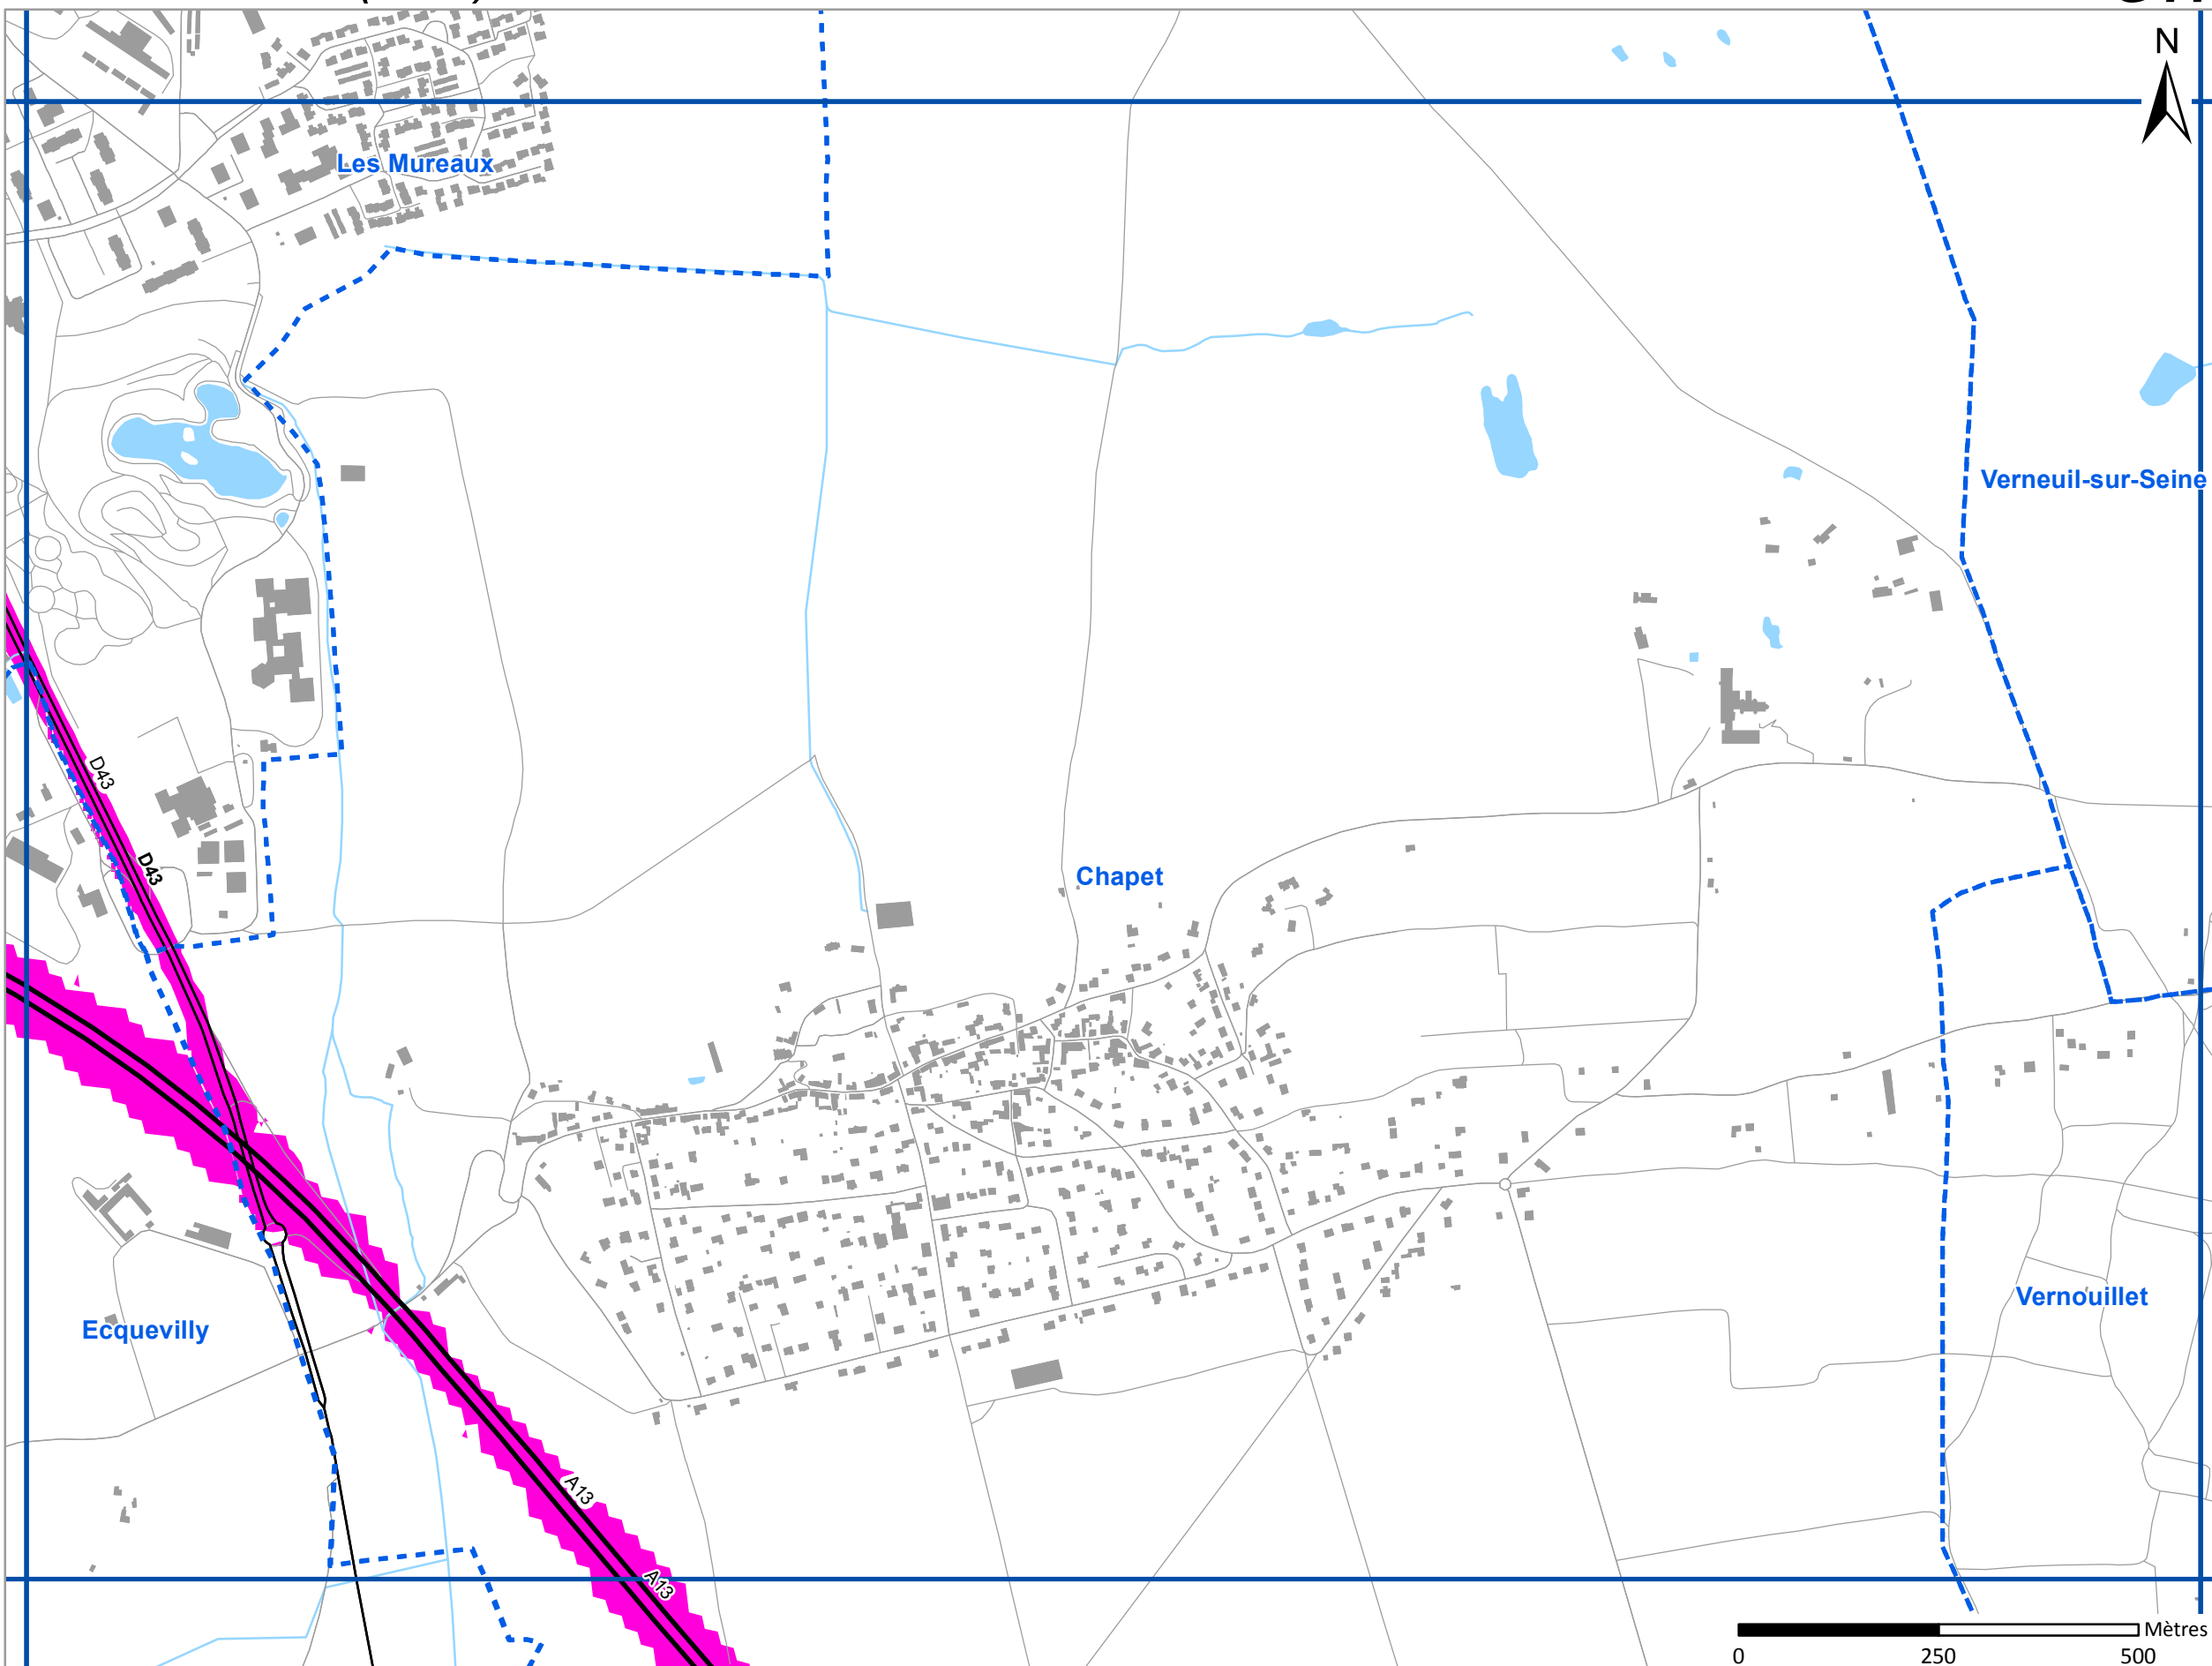 N
Les Mureaux
Verneuil-sur-Seine
D43
D43
Chapet
Vernouillet
Ecquevilly
A13
A13
Mètres
0 250 500